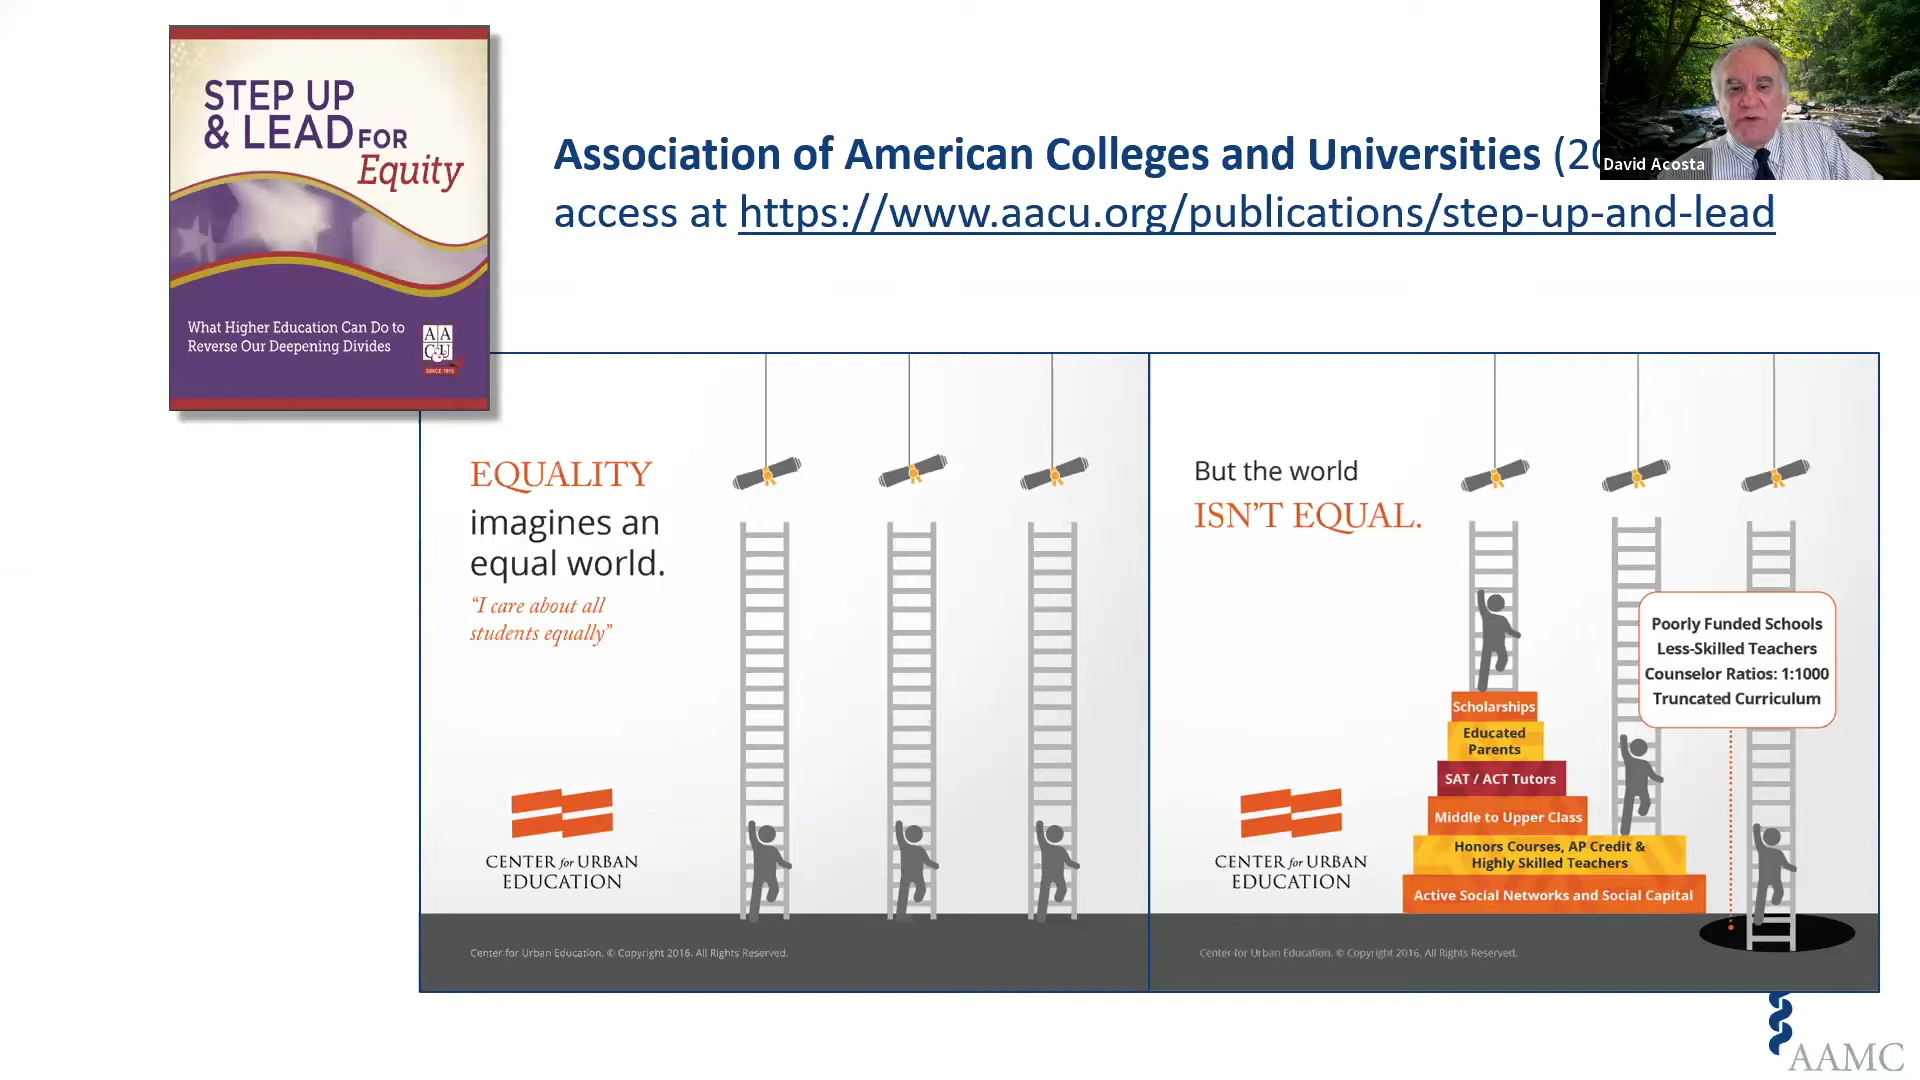 STEP UP
& LEAD FOR
Equity
What Higher Education Can Do to
Reverse Our Deepening Divides
AA
C&U
SINCE 1915
Association of American Colleges and Universities (20
access at https://www.aacu.org/publications/step-up-and-lead
David Acosta
EQUALITY
imagines an
equal world.
“I care about all
students equally”
CENTER for URBAN
EDUCATION
Center for Urban Education. © Copyright 2016. All Rights Reserved.
But the world
ISN'T EQUAL.
Poorly Funded Schools
Less-Skilled Teachers
Counselor Ratios: 1:1000
Truncated Curriculum
Scholarships
Educated
Parents
SAT / ACT Tutors
Middle to Upper Class
Honors Courses, AP Credit &
Highly Skilled Teachers
Active Social Networks and Social Capital
CENTER for URBAN
EDUCATION
Center for Urban Education. © Copyright 2016. All Rights Reserved.
AAMC